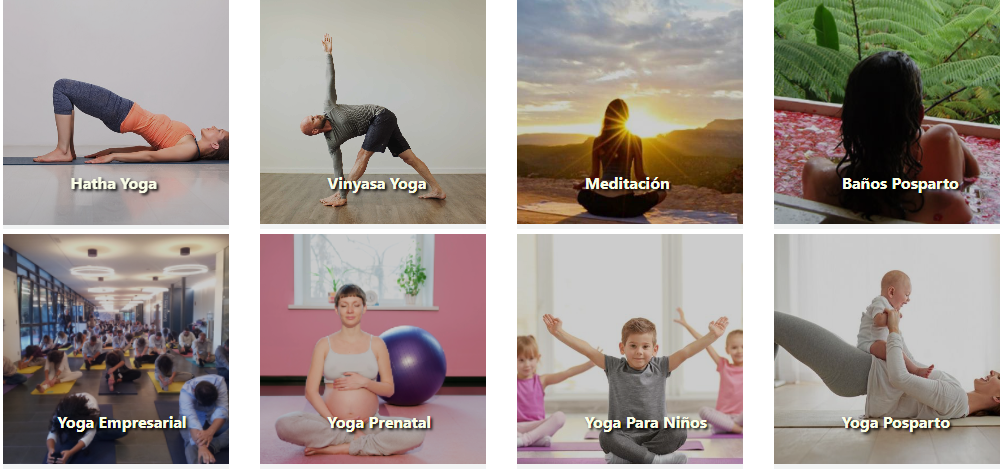 Hatha Yoga
Vinyasa Yoga
Meditación
Baños Posparto
Yoga Empresarial
Yoga Prenatal
Yoga Para Niños
Yoga Posparto